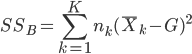 SS_B = \sum_{k=1}^{K} n_k (\overline{X}_k - G)^2